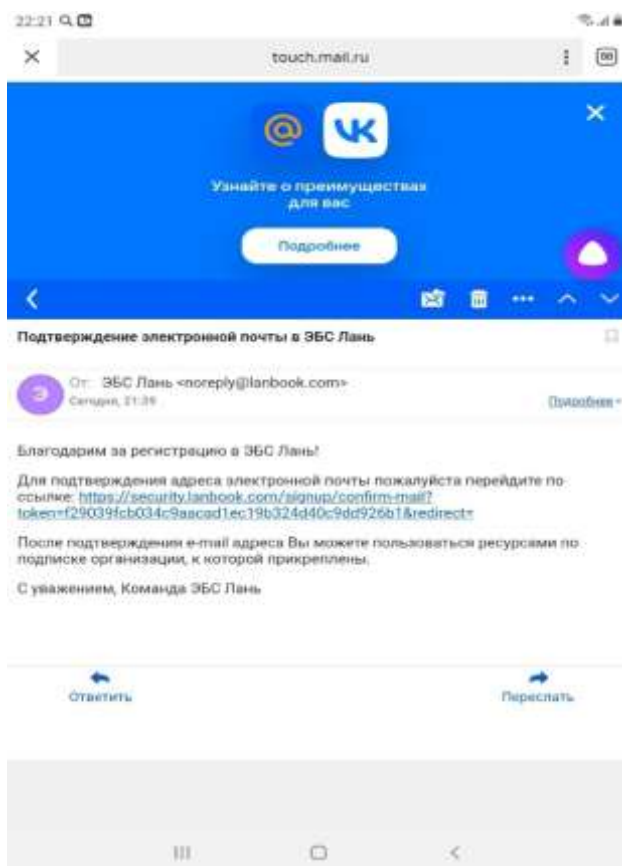 22:21
touch.mail.ru
@ VK
Узнайте о преимуществах
для вас
Подробнее
Подтверждение электронной почты в ЭБС Лань
Э
От: ЭБС Лань <noreply@lanbook.com>
Сегодня, 21:39
Подробнее
Благодарим за регистрацию в ЭБС Лань!
Для подтверждения адреса электронной почты пожалуйста перейдите по
ссылке: https://security.lanbook.com/signup/confirm-mail?
token=f29039fcb034c9aacad1ec19b324d40c9dd926b1&redirect=
После подтверждения e-mail адреса Вы можете пользоваться ресурсами по
подписке организации, к которой прикреплены.
С уважением, Команда ЭБС Лань
Ответить
Переслать